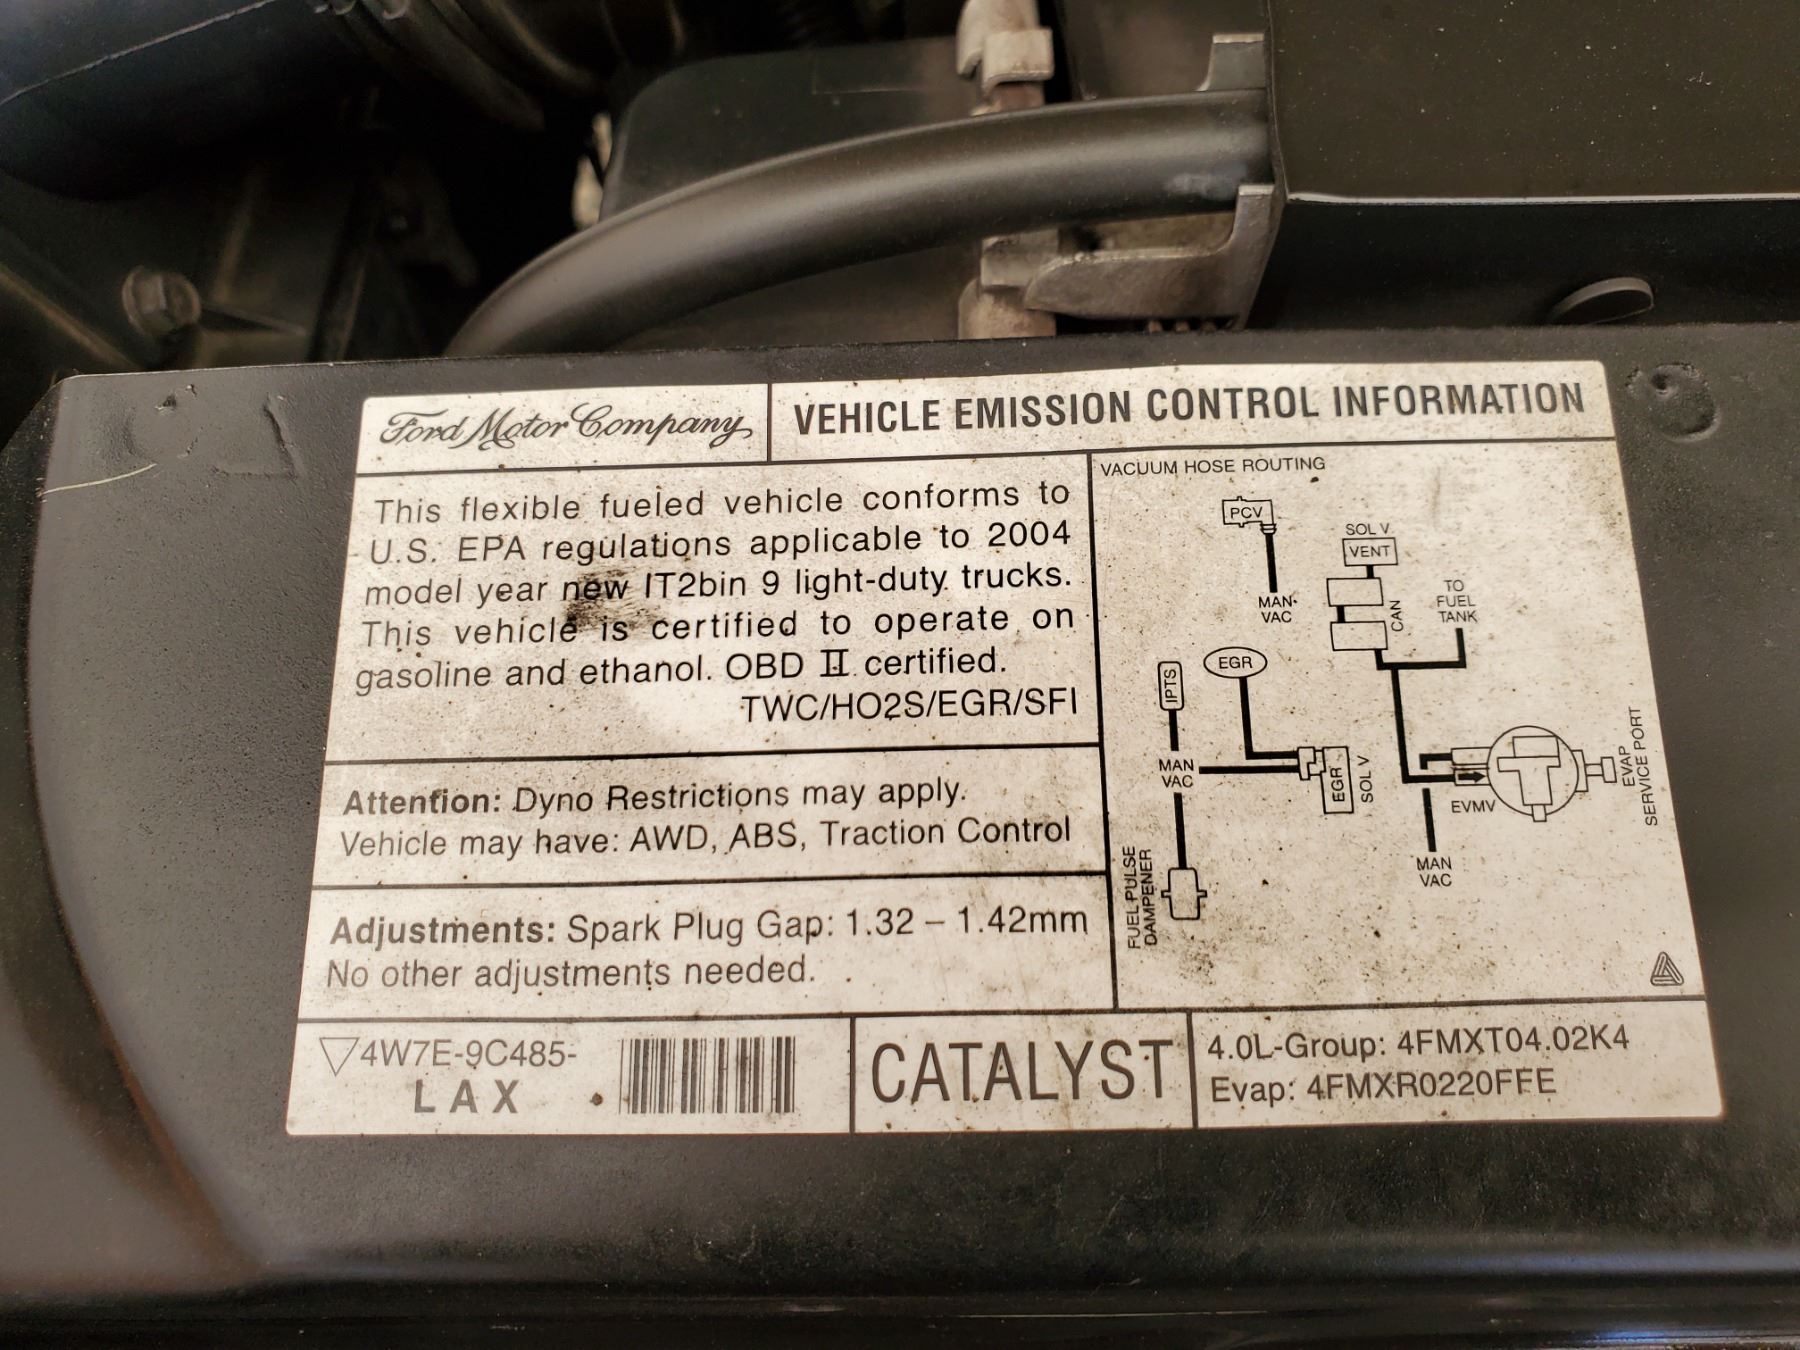 Ford Motor Company
VEHICLE EMISSION CONTROL INFORMATION
This flexible fueled vehicle conforms to
U.S. EPA regulations applicable to 2004
model year new IT2bin 9 light-duty trucks.
This vehicle is certified to operate on
gasoline and ethanol. OBD II certified.
TWC/HO2S/EGR/SFI
Attention: Dyno Restrictions may apply.
Vehicle may have: AWD, ABS, Traction Control
Adjustments: Spark Plug Gap: 1.32 – 1.42mm
No other adjustments needed.
VACUUM HOSE ROUTING
PCV
MAN
VAC
SOL V
VENT
CAN
TO
FUEL
TANK
IPTS
EGR
MAN
VAC
EGR
SOL V
EVMV
EVAP
SERVICE PORT
MAN
VAC
FUEL PULSE
DAMPENER
4W7E-9C485-
LAX
CATALYST
4.0L-Group: 4FMXT04.02K4
Evap: 4FMXR0220FFE